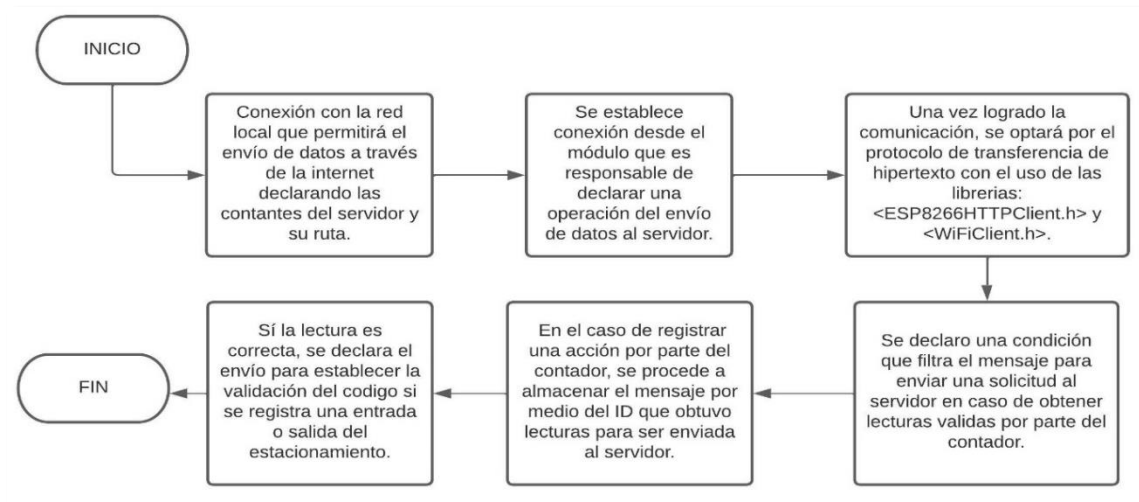 INICIO
Conexión con la red
local que permitirá el
envío de datos a través
de la internet
declarando las
contantes del servidor y
su ruta.
Se establece
conexión desde el
módulo que es
responsable de
declarar una
operación del envío
de datos al servidor.
Una vez logrado la
comunicación, se optará por el
protocolo de transferencia de
hipertexto con el uso de las
librerias:
<ESP8266HTTPClient.h> y
<WiFiClient.h>.
Se declaro una condición
que filtra el mensaje para
enviar una solicitud al
servidor en caso de obtener
lecturas validas por parte del
contador.
En el caso de registrar
una acción por parte del
contador, se procede a
almacenar el mensaje por
medio del ID que obtuvo
lecturas para ser enviada
al servidor.
Sí la lectura es
correcta, se declara el
envío para establecer la
validación del codigo si
se registra una entrada
o salida del
estacionamiento.
FIN